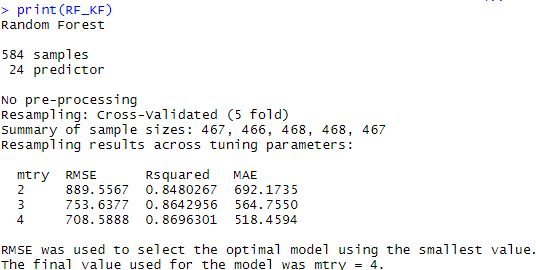 > print(RF_KF)
Random Forest
584 samples
24 predictor
No pre-processing
Resampling: Cross-Validated (5 fold)
Summary of sample sizes: 467, 466, 468, 468, 467
Resampling results across tuning parameters:
mtry RMSE Rsquared MAE
2 889.5567 0.8480267 692.1735
3 753.6377 0.8642956 564.7550
4 708.5888 0.8696301 518.4594
RMSE was used to select the optimal model using the smallest value.
The final value used for the model was mtry = 4.